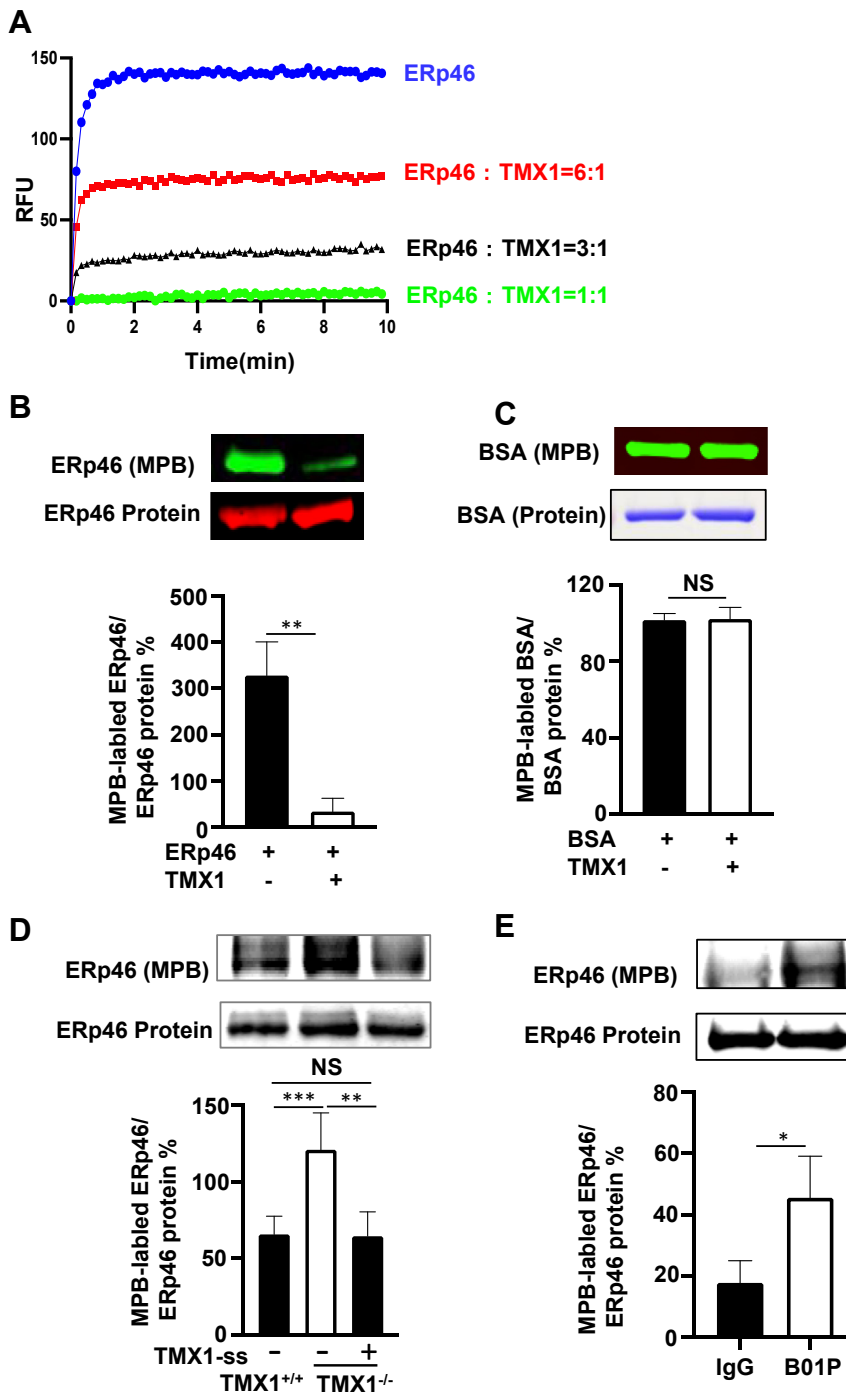 A
150
100
50
0
RFU
0 2 4 6 8 10
Time(min)
ERp46
ERp46 : TMX1=6:1
ERp46 : TMX1=3:1
ERp46 : TMX1=1:1
B
ERp46 (MPB)
ERp46 Protein
MPB-labled ERp46/
ERp46 protein %
500
400
300
200
100
0
**
ERp46 + +
TMX1 - +
C
BSA (MPB)
BSA (Protein)
MPB-labled BSA/
BSA protein %
120
80
40
0
NS
BSA + +
TMX1 - +
D
ERp46 (MPB)
ERp46 Protein
MPB-labled ERp46/
ERp46 protein %
150
100
50
0
NS
*** **
TMX1-ss − − +
TMX1+/+ TMX1-/-
E
ERp46 (MPB)
ERp46 Protein
MPB-labled ERp46/
ERp46 protein %
80
60
40
20
0
*
IgG B01P